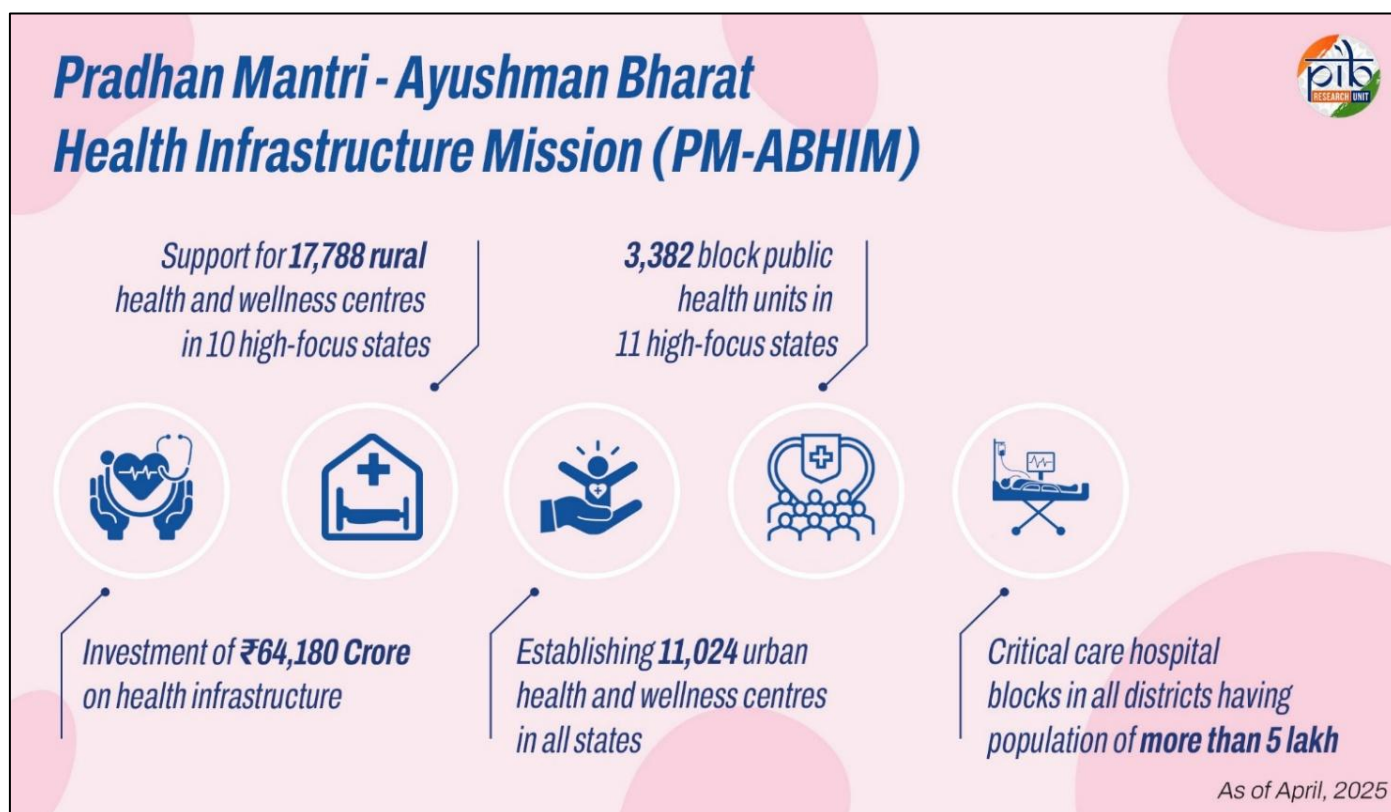 Pradhan Mantri - Ayushman Bharat
Health Infrastructure Mission (PM-ABHIM)
pib
RESEARCH UNIT
Support for 17,788 rural
health and wellness centres
in 10 high-focus states
3,382 block public
health units in
11 high-focus states
Investment of ₹64,180 Crore
on health infrastructure
Establishing 11,024 urban
health and wellness centres
in all states
Critical care hospital
blocks in all districts having
population of more than 5 lakh
As of April, 2025